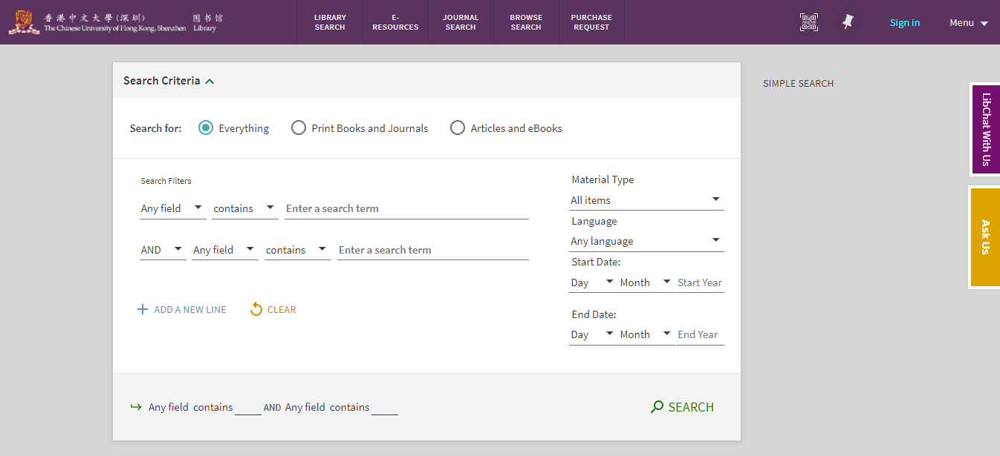 香港中文大學(深圳) 图书馆
The Chinese University of Hong Kong, Shenzhen Library
LIBRARY SEARCH
E-RESOURCES
JOURNAL SEARCH
BROWSE SEARCH
PURCHASE REQUEST
Sign in
Menu
Search Criteria
SIMPLE SEARCH
LibChat With Us
Ask Us
Search for: Everything Print Books and Journals Articles and eBooks
Search Filters
Any field contains Enter a search term
AND Any field contains Enter a search term
ADD A NEW LINE CLEAR
Material Type
All items
Language
Any language
Start Date:
Day Month Start Year
End Date:
Day Month End Year
Any field contains AND Any field contains
SEARCH